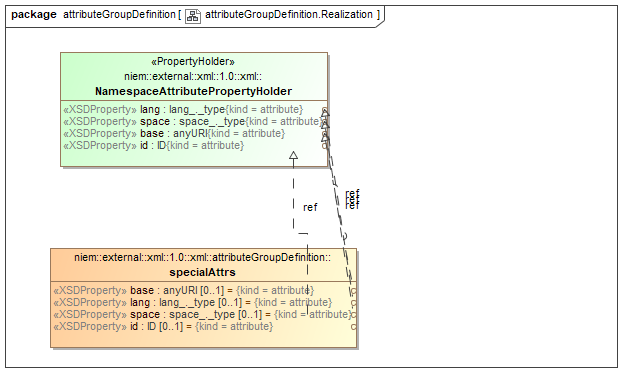 package attributeGroupDefinition [ attributeGroupDefinition.Realization ]
«PropertyHolder»
niem::external::xml::1.0::xml::
NamespaceAttributePropertyHolder
«XSDProperty» lang : lang_._type{kind = attribute}
«XSDProperty» space : space_._type{kind = attribute}
«XSDProperty» base : anyURI{kind = attribute}
«XSDProperty» id : ID{kind = attribute}
ref
ref
ref
ref
niem::external::xml::1.0::xml::attributeGroupDefinition::
specialAttrs
«XSDProperty» base : anyURI [0..1] = {kind = attribute}
«XSDProperty» lang : lang_._type [0..1] = {kind = attribute}
«XSDProperty» space : space_._type [0..1] = {kind = attribute}
«XSDProperty» id : ID [0..1] = {kind = attribute}